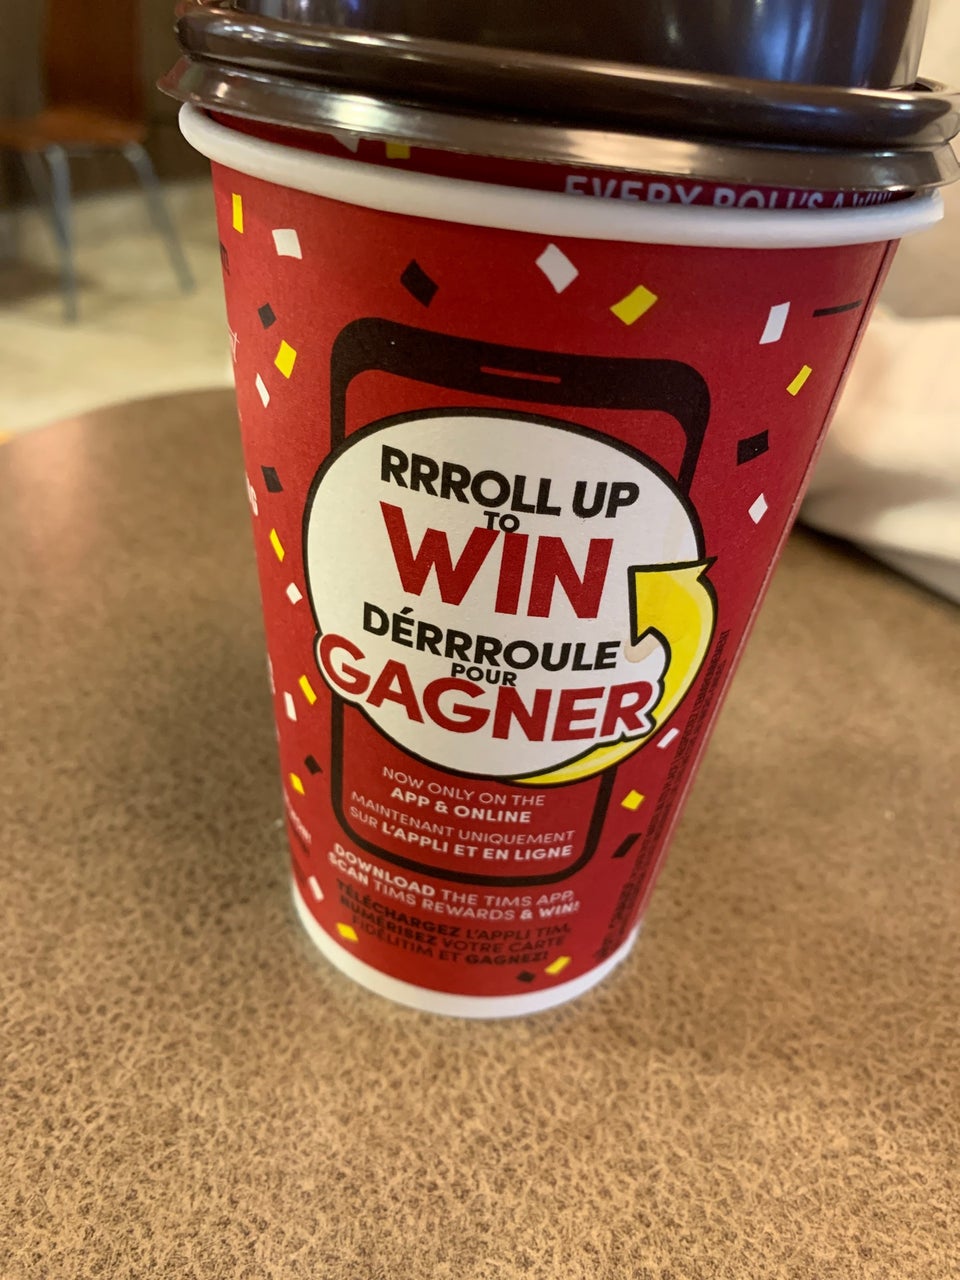 EVERY ROLL'S A WIN
RRROLL UP
TO
WIN
DÉRRROULE
POUR
GAGNER
NOW ONLY ON THE
APP & ONLINE
MAINTENANT UNIQUEMENT
SUR L'APPLI ET EN LIGNE
DOWNLOAD THE TIMS APP,
SCAN TIMS REWARDS & WIN!
TÉLÉCHARGEZ L'APPLI TIM,
NUMÉRISEZ VOTRE CARTE
FIDÉLITIM ET GAGNEZ!